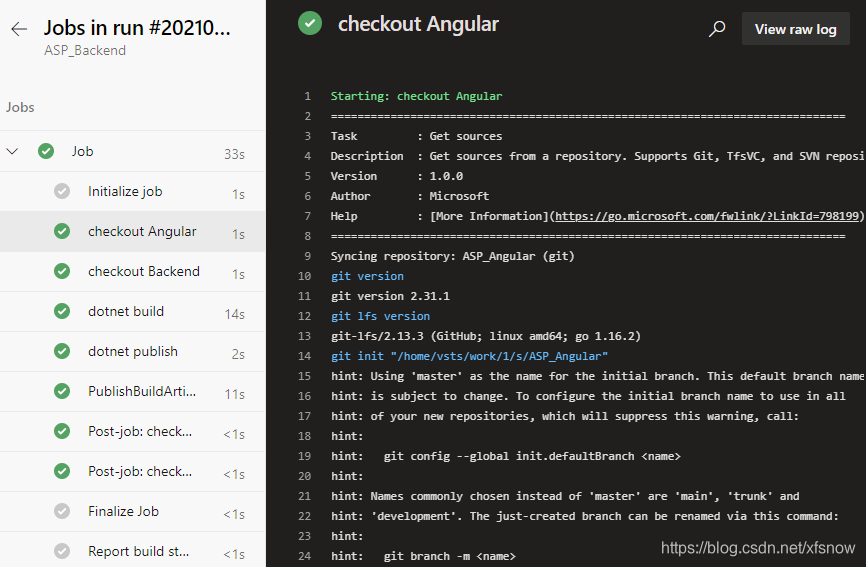 Jobs in run #20210...
ASP_Backend
Jobs
Job 33s
Initialize job 1s
checkout Angular 1s
checkout Backend 1s
dotnet build 14s
dotnet publish 2s
PublishBuildArti... 11s
Post-job: check... <1s
Post-job: check... <1s
Finalize Job <1s
Report build st... <1s
checkout Angular
View raw log
1 Starting: checkout Angular
2 ==============================================================================
3 Task         : Get sources
4 Description  : Get sources from a repository. Supports Git, TfsVC, and SVN reposi
5 Version      : 1.0.0
6 Author       : Microsoft
7 Help         : [More Information](https://go.microsoft.com/fwlink/?LinkId=798199)
8 ==============================================================================
9 Syncing repository: ASP_Angular (git)
10 git version
11 git version 2.31.1
12 git lfs version
13 git-lfs/2.13.3 (GitHub; linux amd64; go 1.16.2)
14 git init "/home/vsts/work/1/s/ASP_Angular"
15 hint: Using 'master' as the name for the initial branch. This default branch name
16 hint: is subject to change. To configure the initial branch name to use in all
17 hint: of your new repositories, which will suppress this warning, call:
18 hint:
19 hint:   git config --global init.defaultBranch <name>
20 hint:
21 hint: Names commonly chosen instead of 'master' are 'main', 'trunk' and
22 hint: 'development'. The just-created branch can be renamed via this command:
23 hint:
24 hint:   git branch -m <name>
https://blog.csdn.net/xfsnow